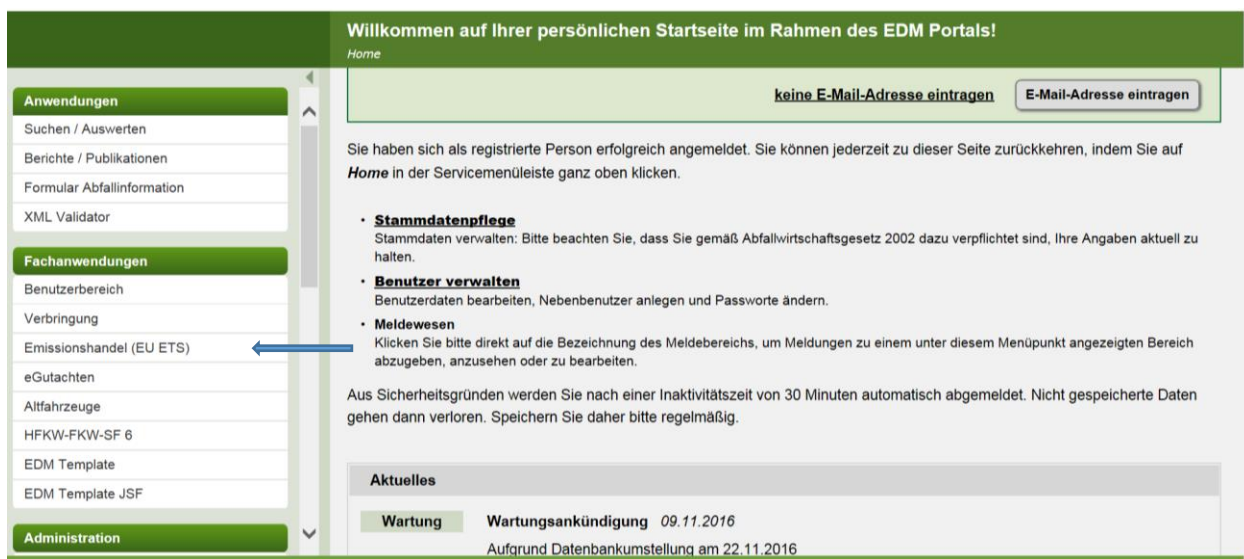 Willkommen auf Ihrer persönlichen Startseite im Rahmen des EDM Portals!
Home
Anwendungen
Suchen / Auswerten
Berichte / Publikationen
Formular Abfallinformation
XML Validator
Fachanwendungen
Benutzerbereich
Verbringung
Emissionshandel (EU ETS)
eGutachten
Altfahrzeuge
HFKW-FKW-SF 6
EDM Template
EDM Template JSF
Administration
keine E-Mail-Adresse eintragen
E-Mail-Adresse eintragen
Sie haben sich als registrierte Person erfolgreich angemeldet. Sie können jederzeit zu dieser Seite zurückkehren, indem Sie auf
Home in der Servicemenüleiste ganz oben klicken.
• Stammdatenpflege
Stammdaten verwalten: Bitte beachten Sie, dass Sie gemäß Abfallwirtschaftsgesetz 2002 dazu verpflichtet sind, Ihre Angaben aktuell zu
halten.
• Benutzer verwalten
Benutzerdaten bearbeiten, Nebenbenutzer anlegen und Passworte ändern.
• Meldewesen
Klicken Sie bitte direkt auf die Bezeichnung des Meldebereichs, um Meldungen zu einem unter diesem Menüpunkt angezeigten Bereich
abzugeben, anzusehen oder zu bearbeiten.
Aus Sicherheitsgründen werden Sie nach einer Inaktivitätszeit von 30 Minuten automatisch abgemeldet. Nicht gespeicherte Daten
gehen dann verloren. Speichern Sie daher bitte regelmäßig.
Aktuelles
Wartung Wartungsankündigung 09.11.2016
Aufgrund Datenbankumstellung am 22.11.2016